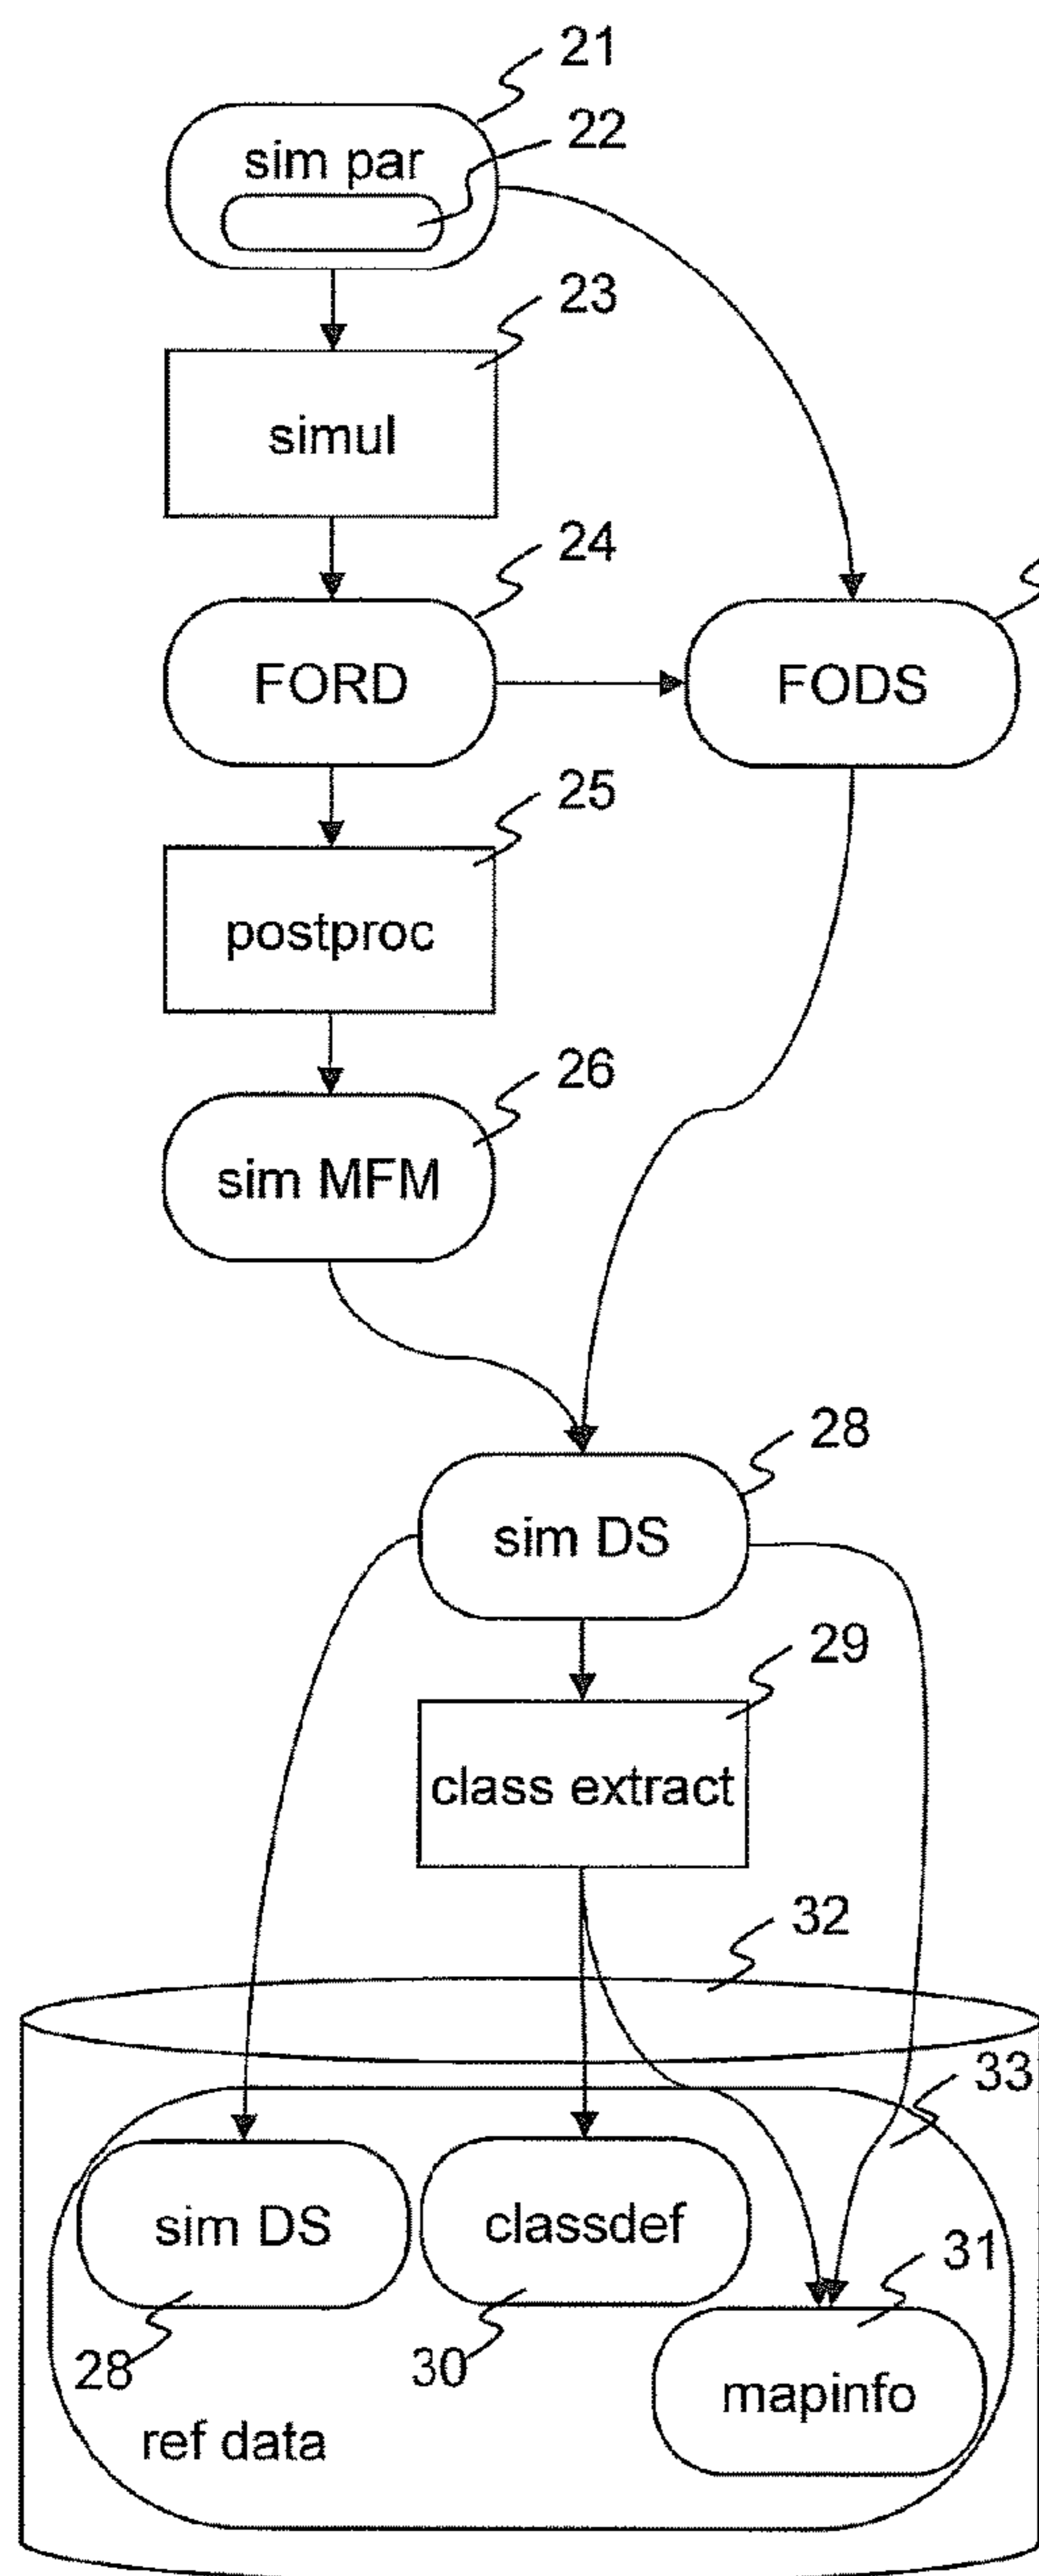 21
22
sim par
23
simul
24
FORD
FODS
25
postproc
26
sim MFM
28
sim DS
29
class extract
32
33
sim DS
classdef
31
28
30
mapinfo
ref data